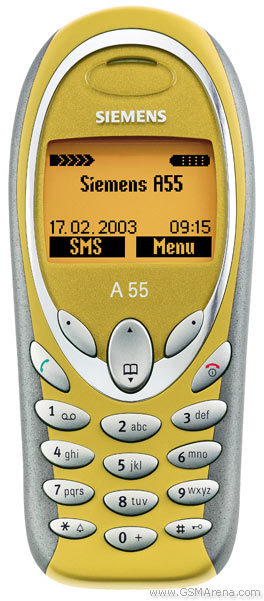 SIEMENS
Siemens A55
17.02.2003 09:15
SMS Menu
A 55
1
2 abc
3 def
4 ghi
5 jkl
6 mno
7 pqrs
8 tuv
9 wxyz
*
0 +
#
www.GSMArena.com